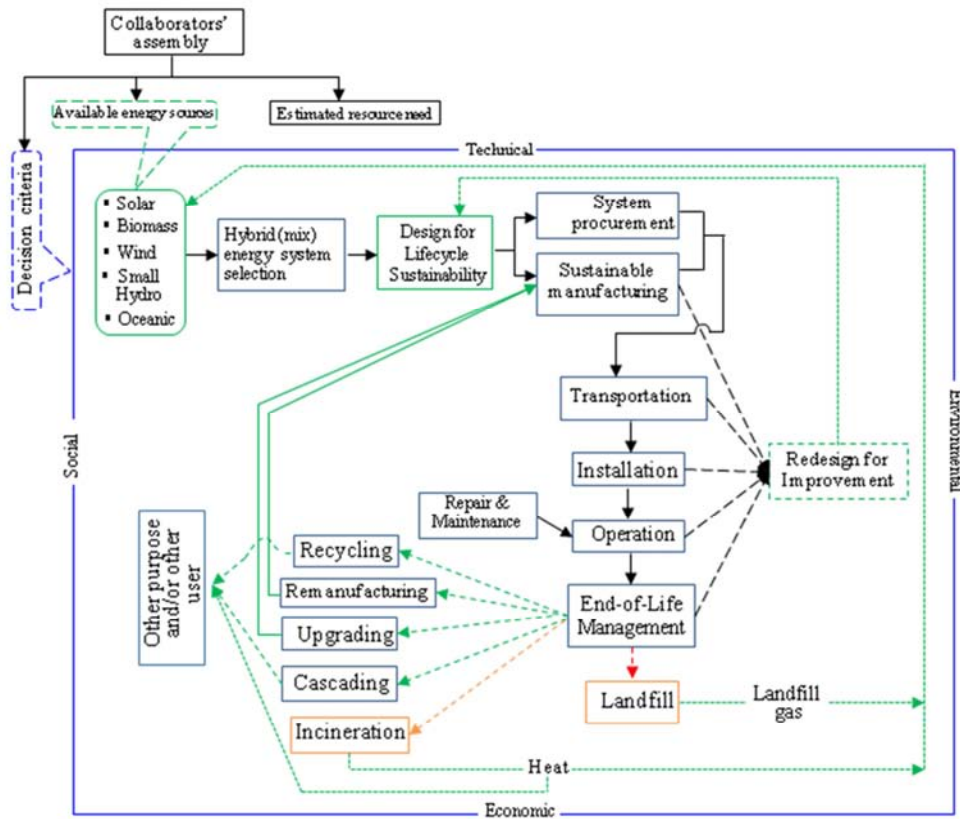 Collaborators'
assembly
Available energy sources
Estimated resource need
Decision criteria
Technical
Solar
Biomass
Wind
Small
Hydro
Oceanic
Hybrid (mix)
energy system
selection
Design for
Lifecycle
Sustainability
System
procurement
Sustainable
manufacturing
Social
Environmental
Transportation
Installation
Redesign for
Improvement
Repair &
Maintenance
Operation
Other purpose
and/or other
user
Recycling
Remanufacturing
Upgrading
Cascading
Incineration
End-of-Life
Management
Landfill
Landfill
gas
Heat
Economic